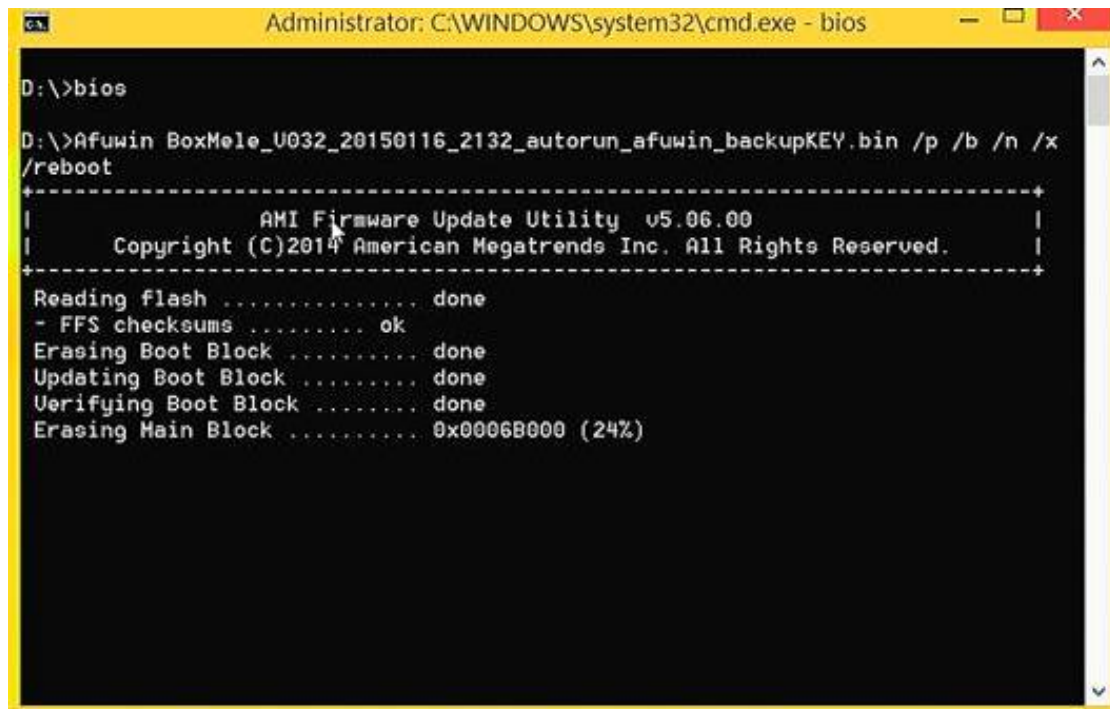 Administrator: C:\WINDOWS\system32\cmd.exe - bios
D:\>bios
D:\>Afuwin BoxMele_V032_20150116_2132_autorun_afuwin_backupKEY.bin /p /b /n /x
/reboot
AMI Firmware Update Utility v5.06.00
Copyright (C)2014 American Megatrends Inc. All Rights Reserved.
Reading flash ............... done
- FFS checksums ......... ok
Erasing Boot Block .......... done
Updating Boot Block ......... done
Verifying Boot Block ........ done
Erasing Main Block .......... 0x0006B000 (24%)